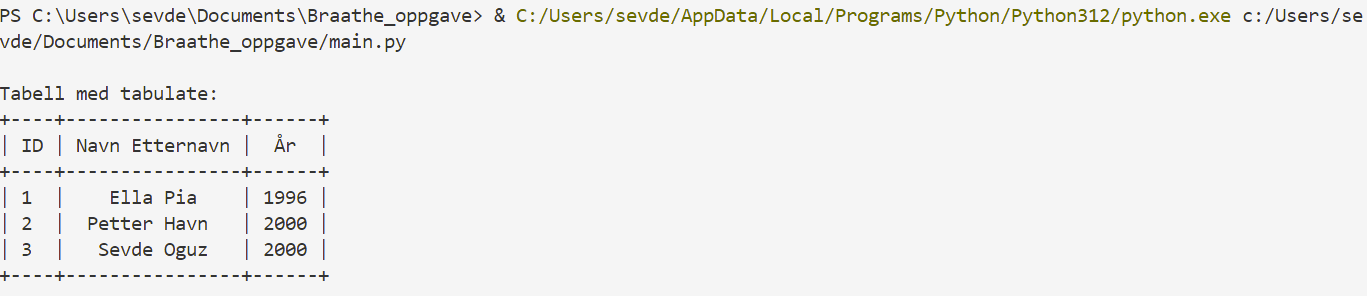 PS C:\Users\sevde\Documents\Braathe_oppgave> & C:/Users/sevde/AppData/Local/Programs/Python/Python312/python.exe c:/Users/se
vde/Documents/Braathe_oppgave/main.py
Tabell med tabulate:
+----+----------------+------+
| ID | Navn Etternavn |  År  |
+----+----------------+------+
| 1  |    Ella Pia    | 1996 |
| 2  |  Petter Havn   | 2000 |
| 3  |   Sevde Oguz   | 2000 |
+----+----------------+------+